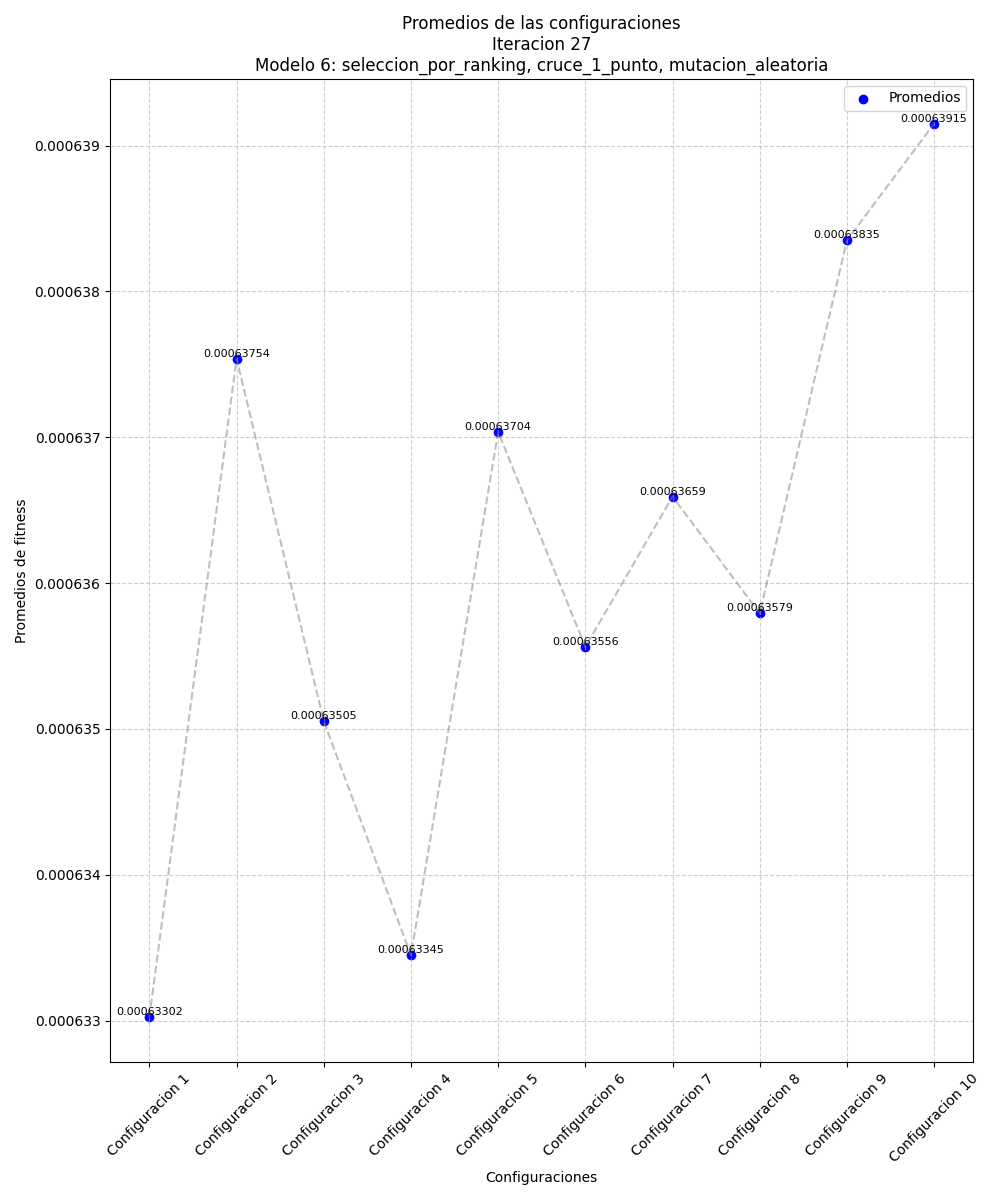 Promedios de las configuraciones
Iteracion 27
Modelo 6: seleccion_por_ranking, cruce_1_punto, mutacion_aleatoria
Promedios
0.00063915
0.000639
0.00063835
0.000638
0.00063754
0.00063704
0.000637
0.00063659
0.000636
0.00063579
0.00063556
0.00063505
0.000635
0.000634
0.00063345
0.00063302
0.000633
Promedios de fitness
Configuracion 1
Configuracion 2
Configuracion 3
Configuracion 4
Configuracion 5
Configuracion 6
Configuracion 7
Configuracion 8
Configuracion 9
Configuracion 10
Configuraciones